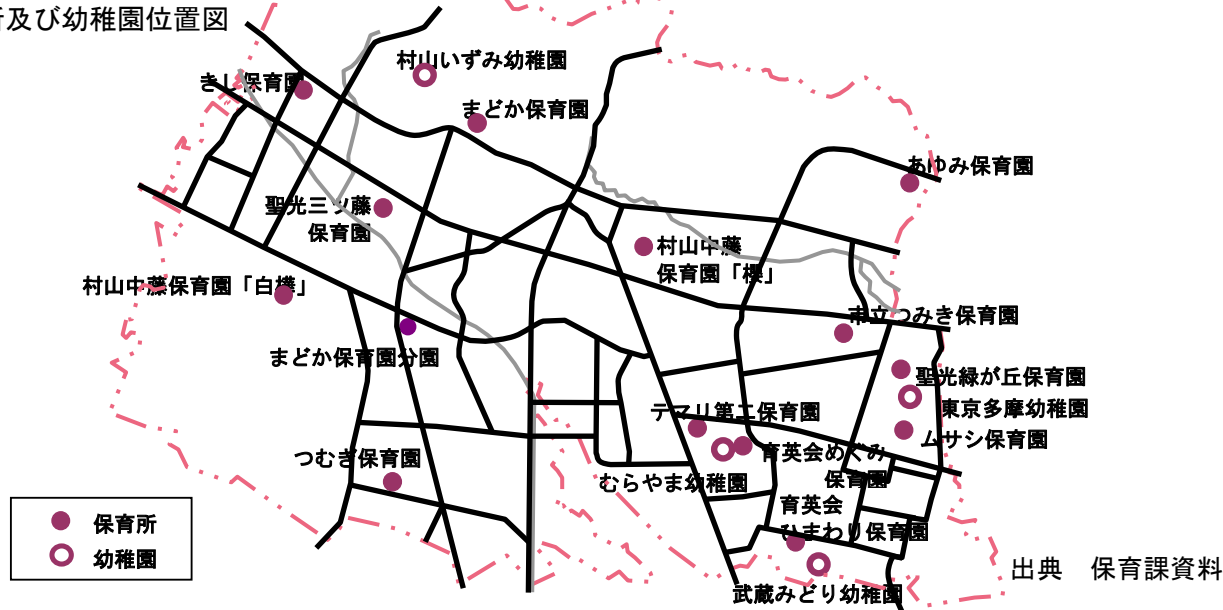 所及び幼稚園位置図
村山いずみ幼稚園
きし保育園
まどか保育園
あゆみ保育園
聖光三ツ藤
保育園
村山中藤
保育園「櫻」
村山中藤保育園「白樺」
市立つみき保育園
まどか保育園分園
聖光緑が丘保育園
東京多摩幼稚園
テマリ第二保育園
ムサシ保育園
育英会めぐみ
保育園
つむぎ保育園
むらやま幼稚園
育英会
ひまわり保育園
保育所
幼稚園
出典　保育課資料
武蔵みどり幼稚園